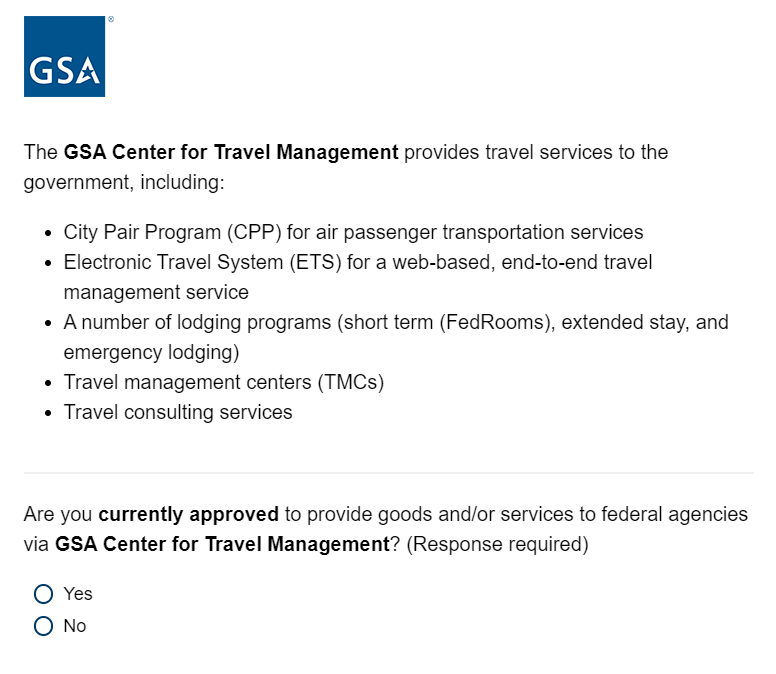 GSA
®
The GSA Center for Travel Management provides travel services to the
government, including:
• City Pair Program (CPP) for air passenger transportation services
• Electronic Travel System (ETS) for a web-based, end-to-end travel
management service
• A number of lodging programs (short term (FedRooms), extended stay, and
emergency lodging)
• Travel management centers (TMCs)
• Travel consulting services
Are you currently approved to provide goods and/or services to federal agencies
via GSA Center for Travel Management? (Response required)
Yes
No